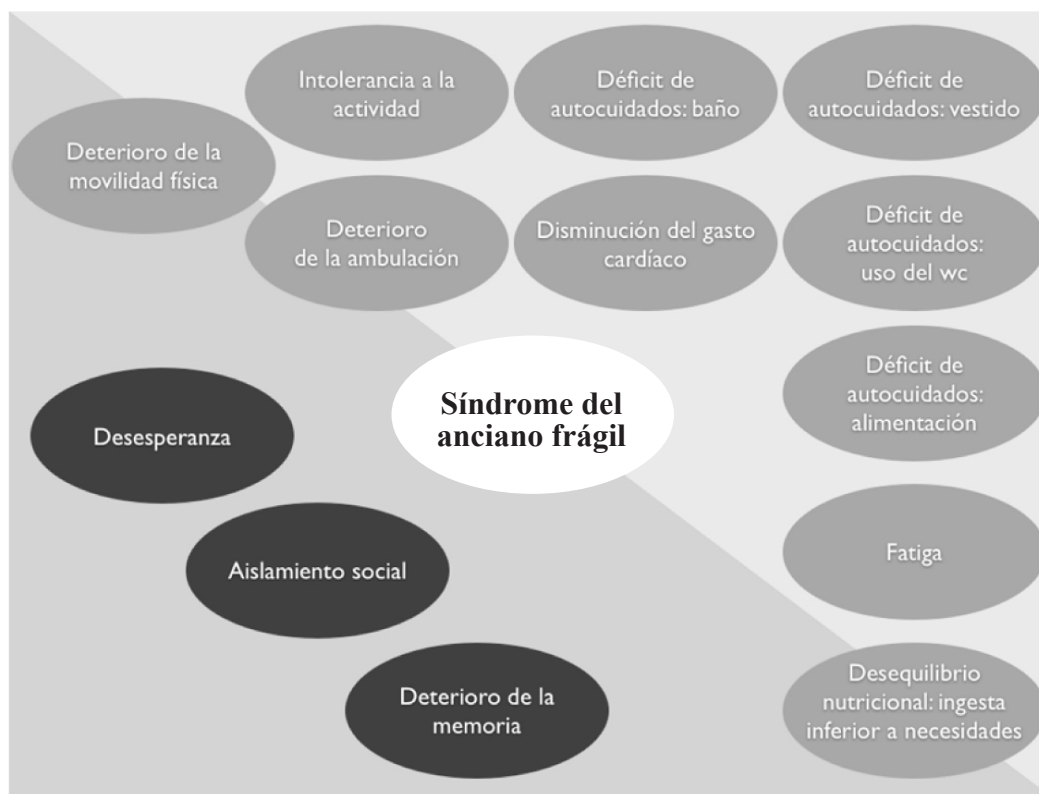 Intolerancia a la
actividad
Déficit de
autocuidados: baño
Déficit de
autocuidados: vestido
Deterioro de la
movilidad física
Deterioro
de la ambulación
Disminución del gasto
cardíaco
Déficit de
autocuidados:
uso del wc
Síndrome del
anciano frágil
Déficit de
autocuidados:
alimentación
Desesperanza
Aislamiento social
Fatiga
Deterioro de la
memoria
Desequilibrio
nutricional: ingesta
inferior a necesidades